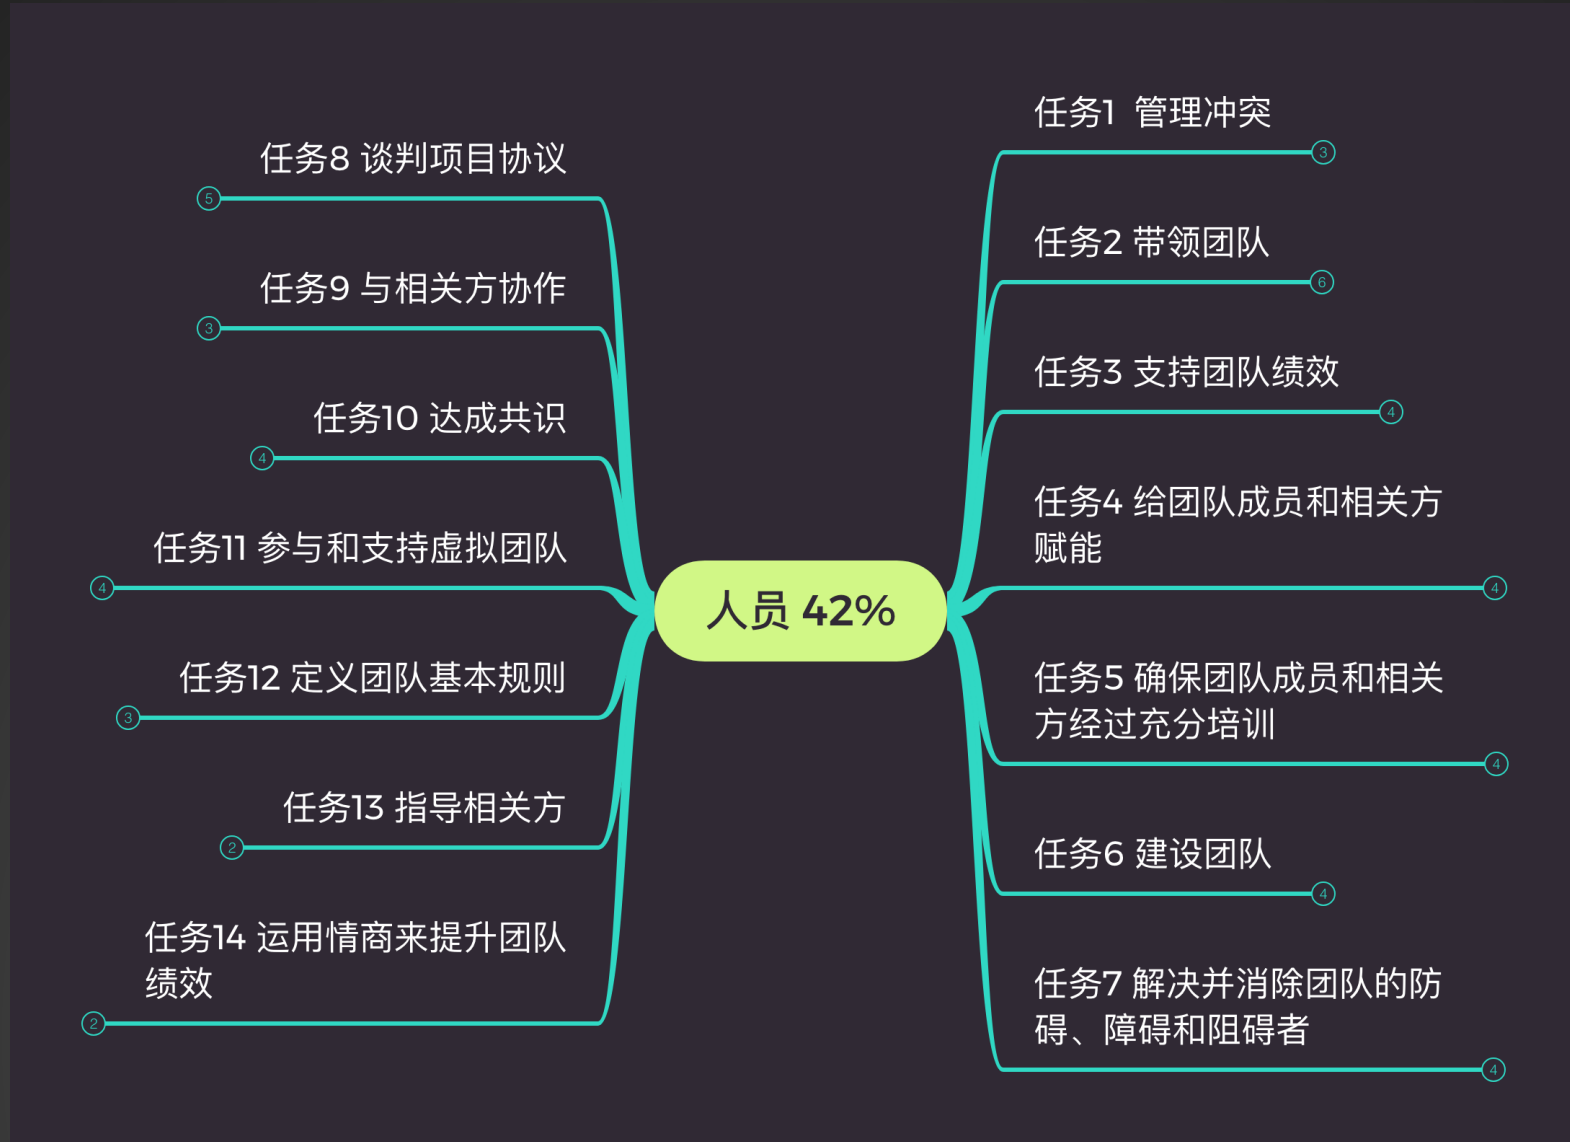 人员 42%
任务1 管理冲突
3
任务2 带领团队
6
任务3 支持团队绩效
4
任务4 给团队成员和相关方
赋能
4
任务5 确保团队成员和相关
方经过充分培训
4
任务6 建设团队
4
任务7 解决并消除团队的防
碍、障碍和阻碍者
4
任务8 谈判项目协议
5
任务9 与相关方协作
3
任务10 达成共识
4
任务11 参与和支持虚拟团队
4
任务12 定义团队基本规则
3
任务13 指导相关方
2
任务14 运用情商来提升团队
绩效
2